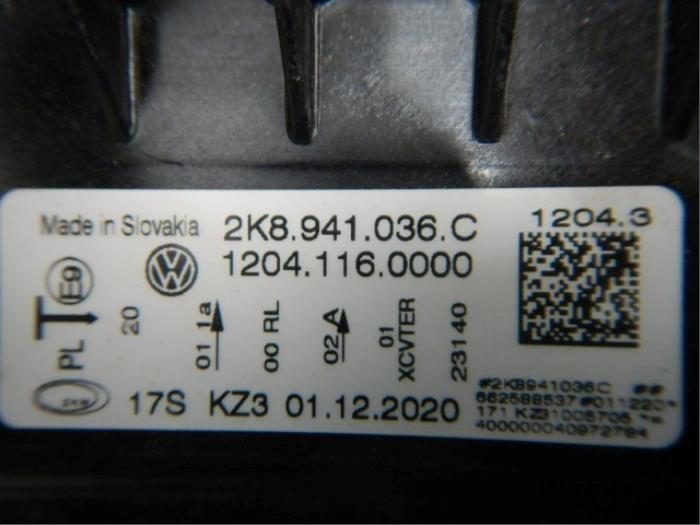 Made in Slovakia 2K8.941.036.C 1204.3
1204.116.0000
E9
PL
20
01 1a
00 RL
02 A
01
XCVTER
23140
ZKW
17S KZ3 01.12.2020
#2K8941036C ##
662588537#011220*
171 KZ31005705 *=
400000040972784